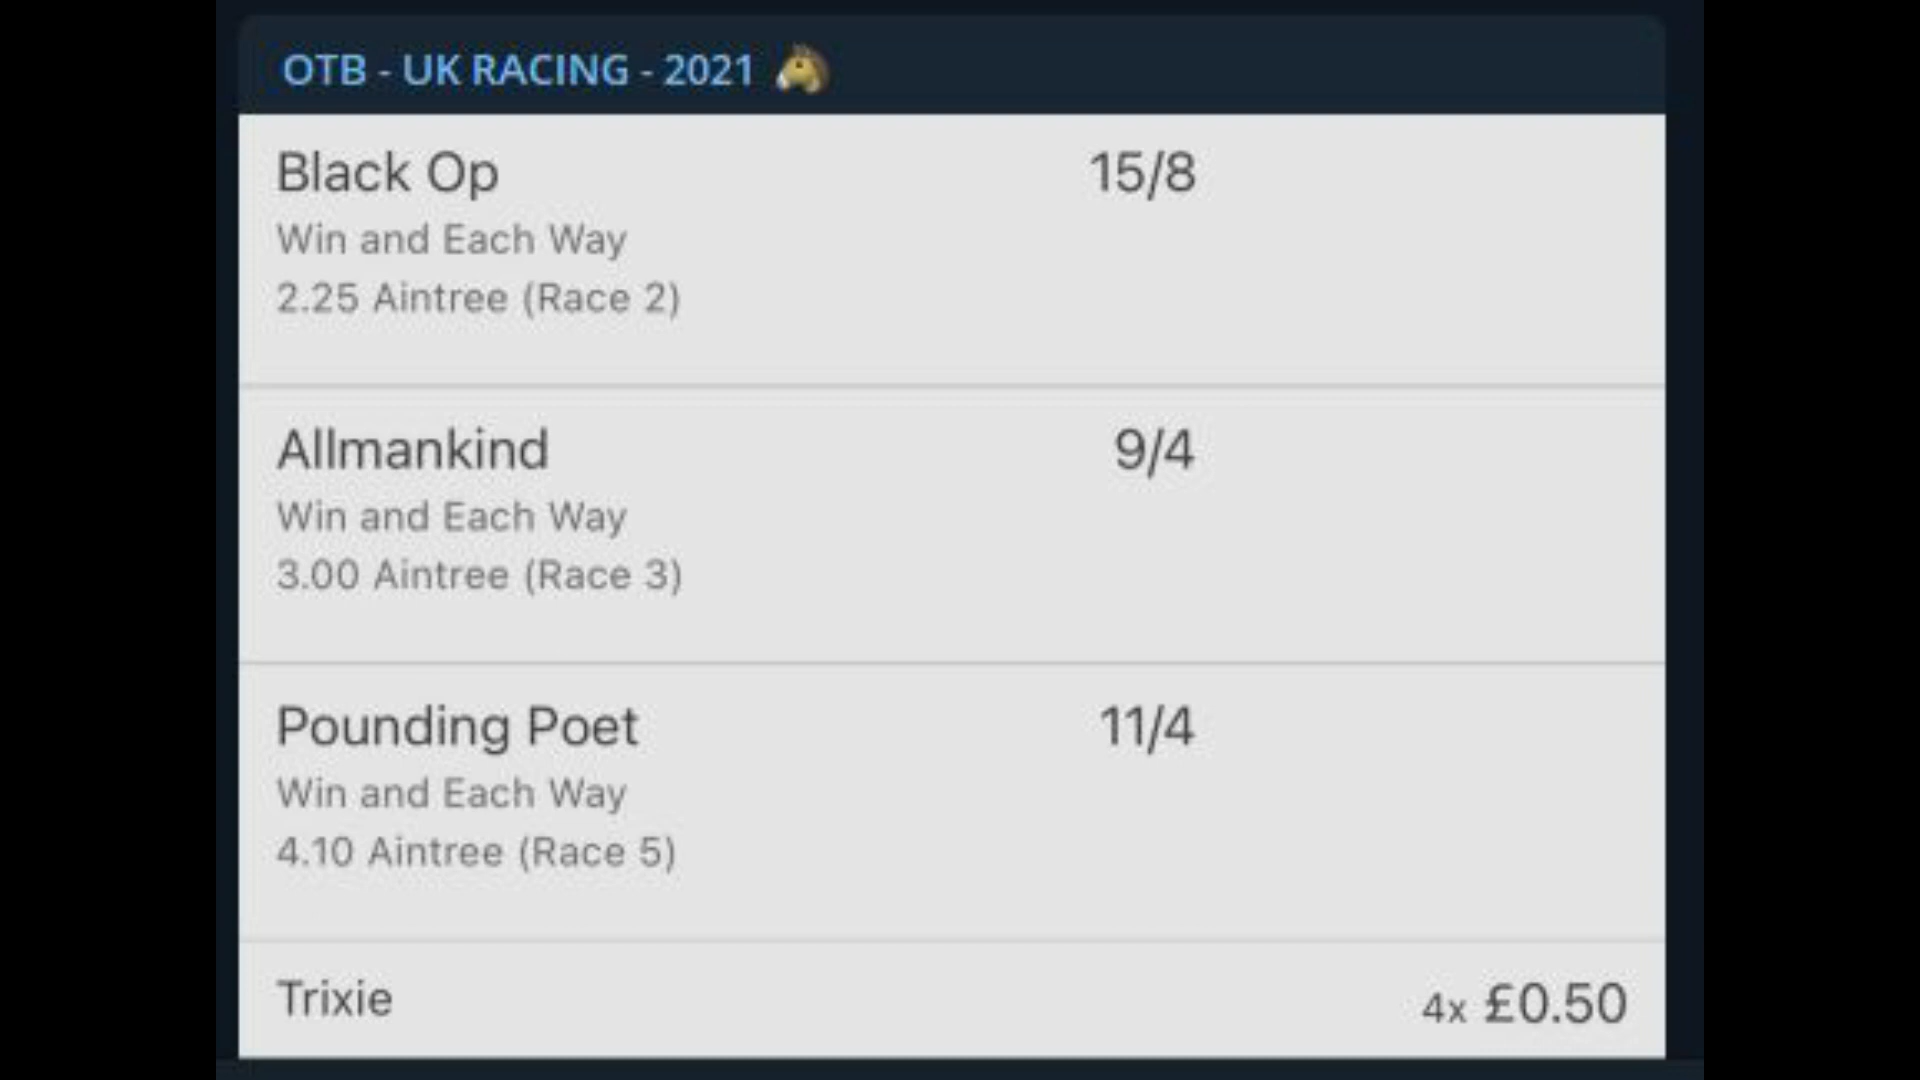 OTB - UK RACING - 2021
Black Op 15/8
Win and Each Way
2.25 Aintree (Race 2)
Allmankind 9/4
Win and Each Way
3.00 Aintree (Race 3)
Pounding Poet 11/4
Win and Each Way
4.10 Aintree (Race 5)
Trixie 4x £0.50